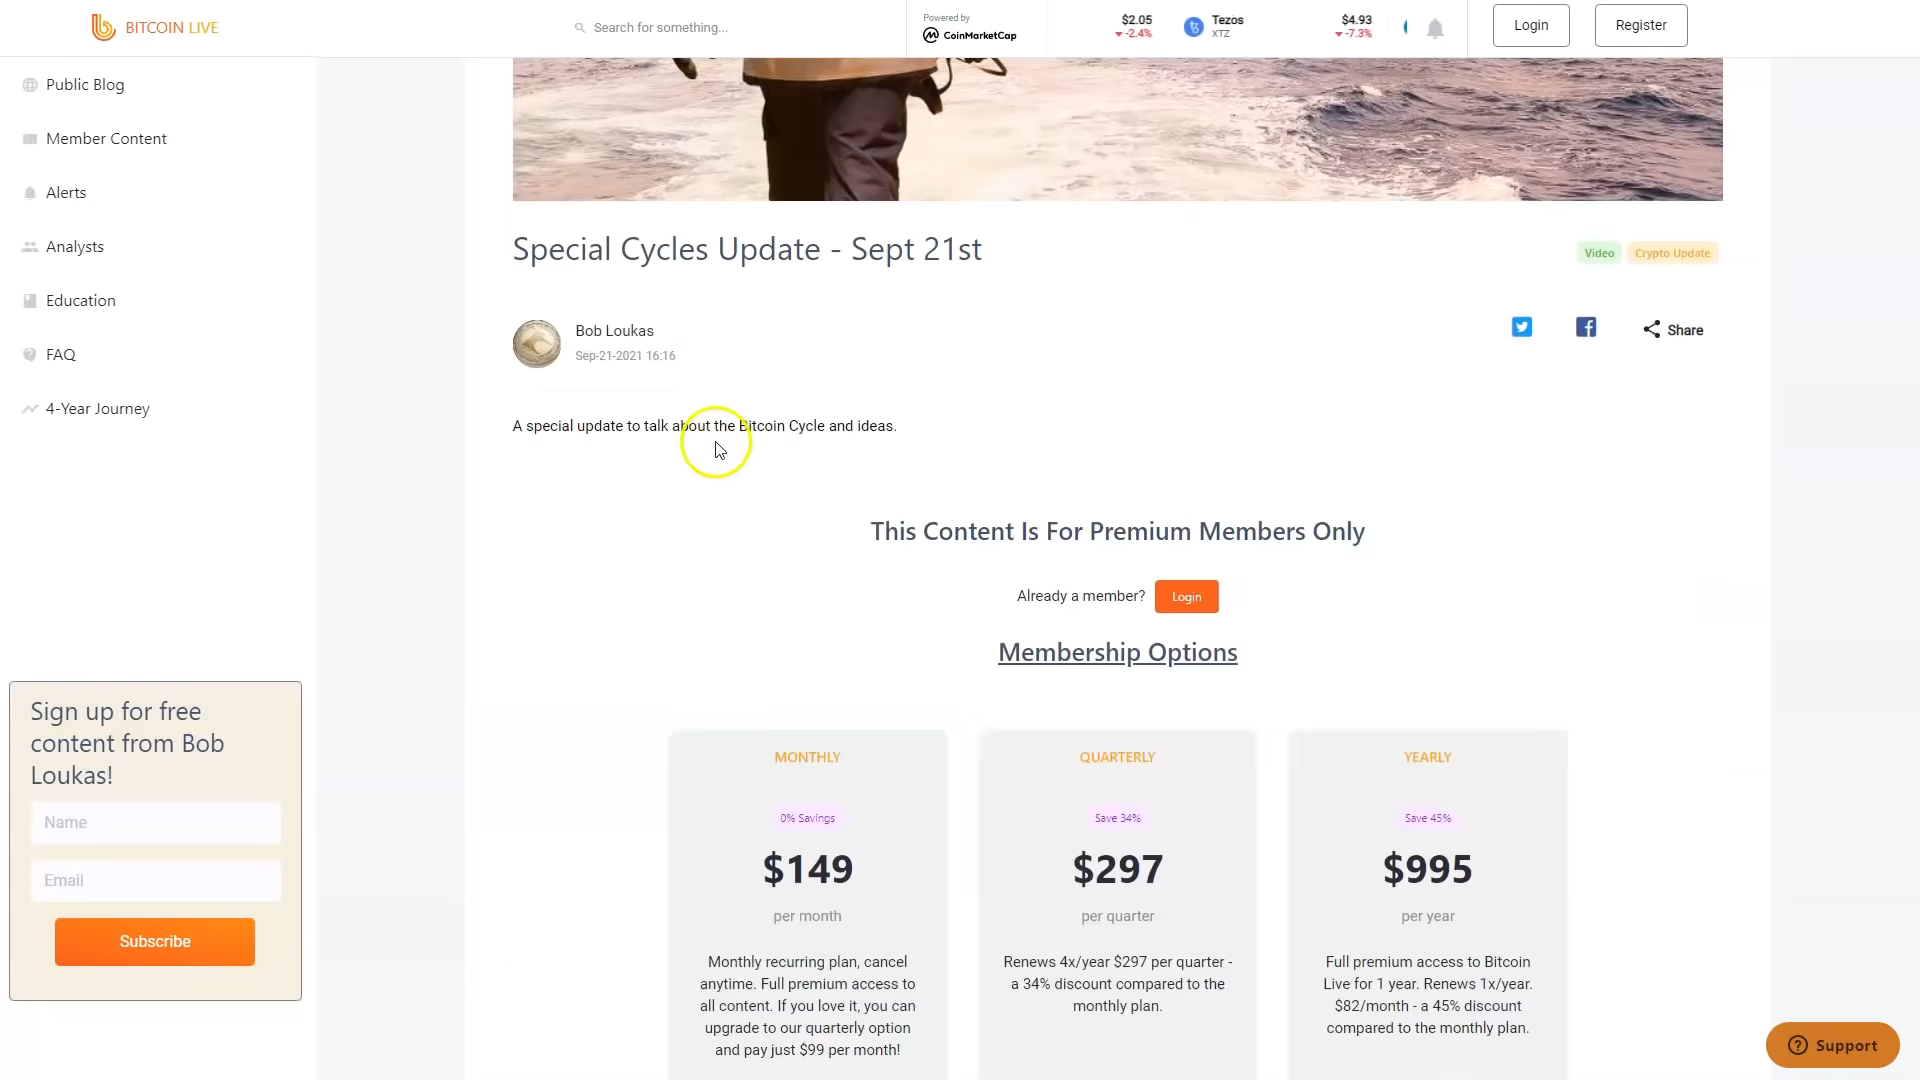 BITCOIN LIVE
Search for something...
Powered by
CoinMarketCap
$2.05
-2.4%
Tezos
XTZ
$4.93
-7.3%
Login
Register
Public Blog
Member Content
Alerts
Analysts
Education
FAQ
4-Year Journey
Special Cycles Update - Sept 21st
Video
Crypto Update
Bob Loukas
Sep-21-2021 16:16
Share
A special update to talk about the Bitcoin Cycle and ideas.
This Content Is For Premium Members Only
Already a member?
Login
Membership Options
Sign up for free
content from Bob
Loukas!
Name
Email
Subscribe
MONTHLY
0% Savings
$149
per month
Monthly recurring plan, cancel
anytime. Full premium access to
all content. If you love it, you can
upgrade to our quarterly option
and pay just $99 per month!
QUARTERLY
Save 34%
$297
per quarter
Renews 4x/year $297 per quarter -
a 34% discount compared to the
monthly plan.
YEARLY
Save 45%
$995
per year
Full premium access to Bitcoin
Live for 1 year. Renews 1x/year.
$82/month - a 45% discount
compared to the monthly plan.
Support